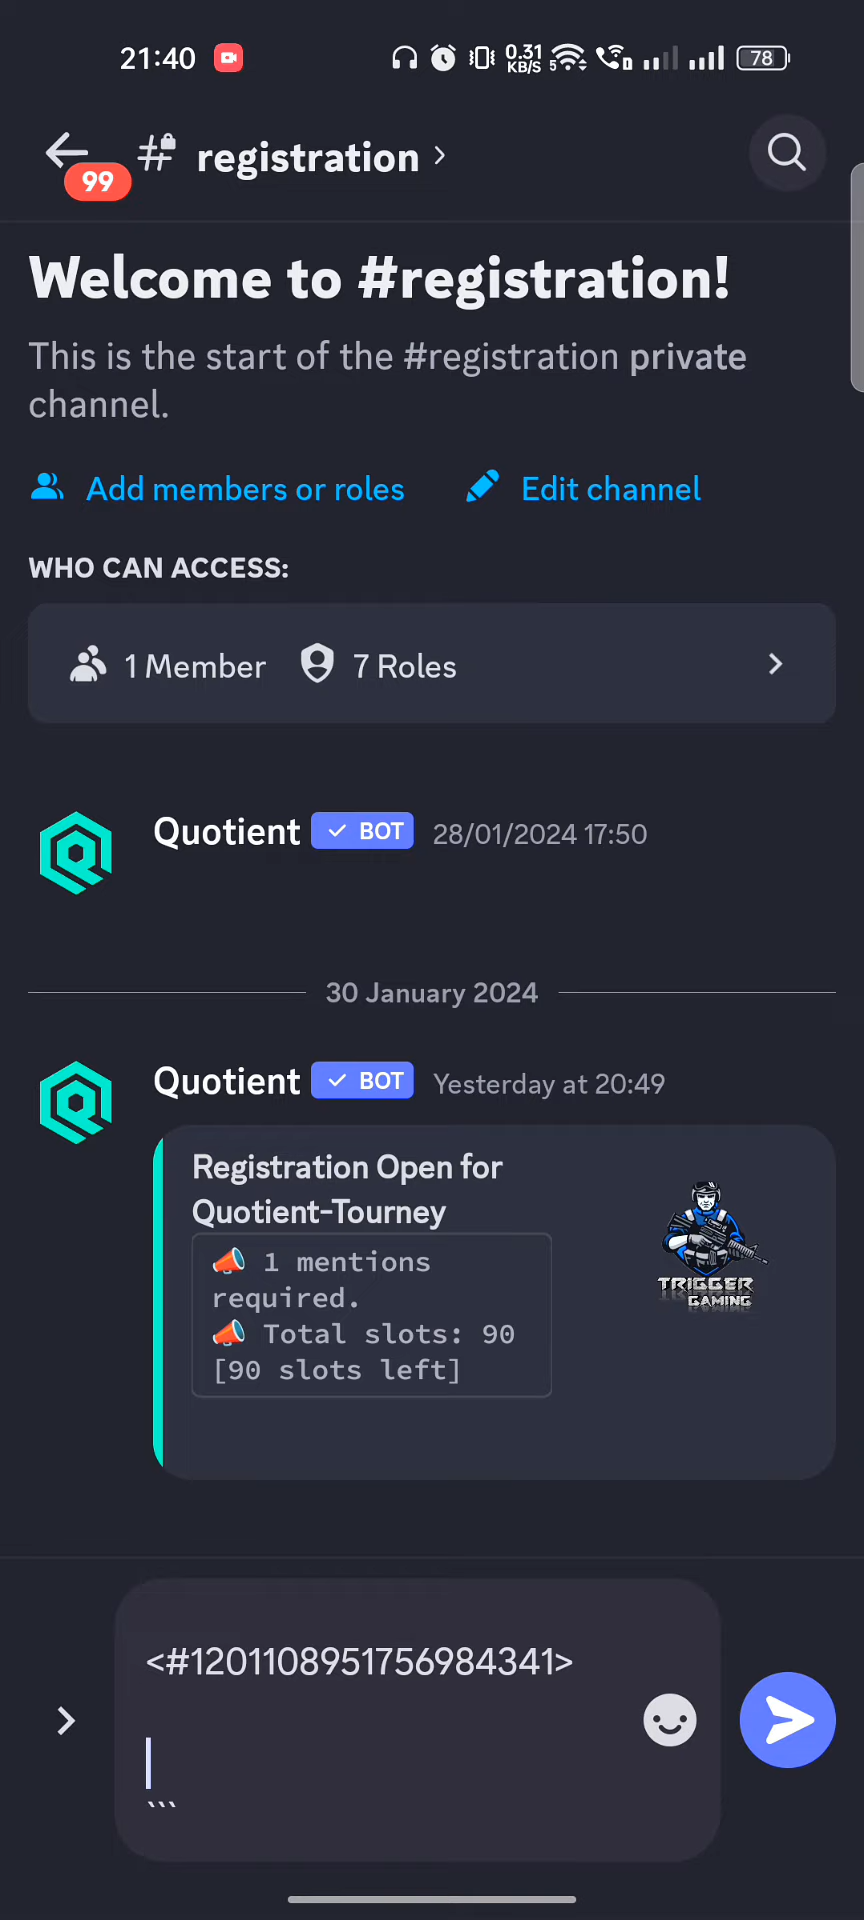 21:40 0.31 KB/S 5 78
99
# registration >
Welcome to #registration!
This is the start of the #registration private
channel.
Add members or roles Edit channel
WHO CAN ACCESS:
1 Member 7 Roles
Quotient BOT 28/01/2024 17:50
30 January 2024
Quotient BOT Yesterday at 20:49
Registration Open for
Quotient-Tourney
📣 1 mentions
required.
📣 Total slots: 90
[90 slots left]
TRIGGER
GAMING
<#1201108951756984341>
```